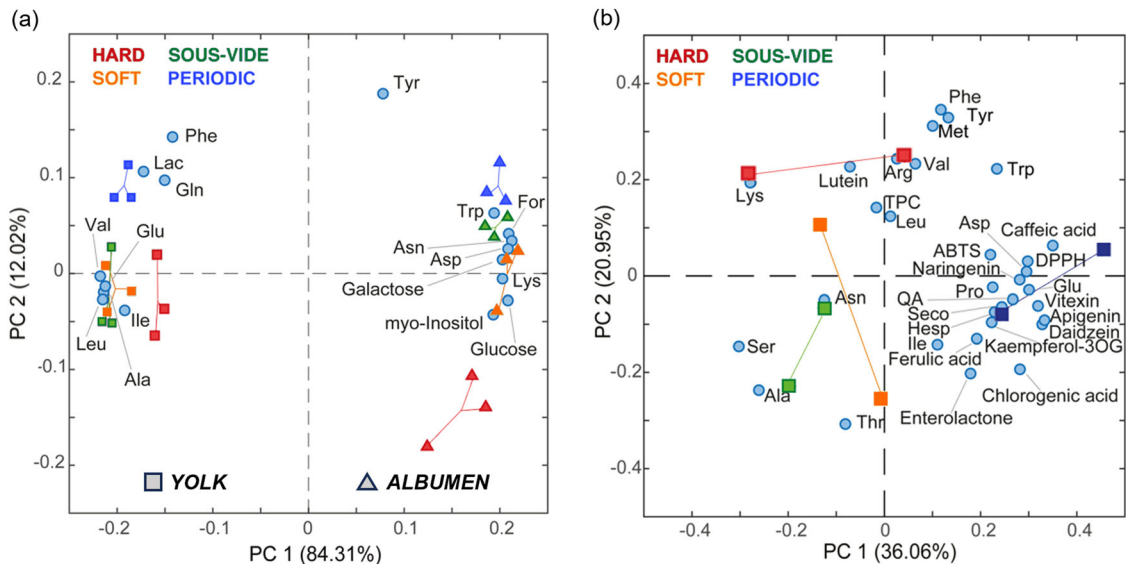 (a)
HARD SOUS-VIDE
SOFT PERIODIC
0.2
0.1
0
-0.1
-0.2
PC 2 (12.02%)
Tyr
Phe
Lac
Gln
Val
Glu
Ile
Leu
Ala
Trp
For
Asn
Asp
Galactose
Lys
myo-Inositol
Glucose
YOLK
ALBUMEN
-0.2 -0.1 0 0.1 0.2
PC 1 (84.31%)
(b)
HARD SOUS-VIDE
SOFT PERIODIC
0.4
0.2
0
-0.2
-0.4
PC 2 (20.95%)
Phe
Tyr
Met
Arg
Val
Trp
Lutein
Lys
TPC
Leu
Asp
Caffeic acid
ABTS
DPPH
Naringenin
Pro
Glu
QA
Vitexin
Seco
Apigenin
Hesp
Daidzein
Ile
Kaempferol-3OG
Ferulic acid
Chlorogenic acid
Enterolactone
Asn
Ser
Ala
Thr
-0.4 -0.2 0 0.2 0.4
PC 1 (36.06%)